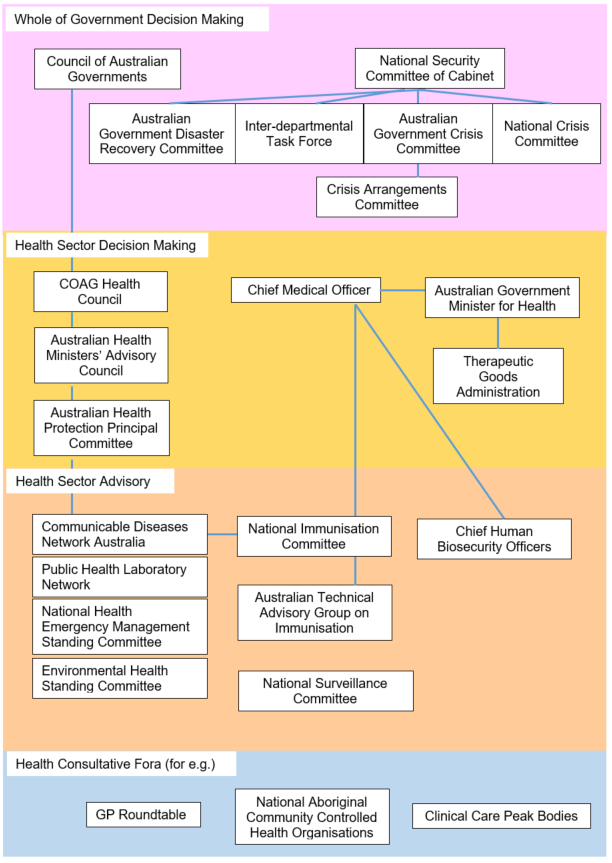 Whole of Government Decision Making
Council of Australian
Governments
National Security
Committee of Cabinet
Australian
Government Disaster
Recovery Committee
Inter-departmental
Task Force
Australian
Government Crisis
Committee
National Crisis
Committee
Crisis Arrangements
Committee
Health Sector Decision Making
COAG Health
Council
Chief Medical Officer
Australian Government
Minister for Health
Australian Health
Ministers' Advisory
Council
Therapeutic
Goods
Administration
Australian Health
Protection Principal
Committee
Health Sector Advisory
Communicable Diseases
Network Australia
National Immunisation
Committee
Chief Human
Biosecurity Officers
Public Health Laboratory
Network
Australian Technical
Advisory Group on
Immunisation
National Health
Emergency Management
Standing Committee
Environmental Health
Standing Committee
National Surveillance
Committee
Health Consultative Fora (for e.g.)
GP Roundtable
National Aboriginal
Community Controlled
Health Organisations
Clinical Care Peak Bodies